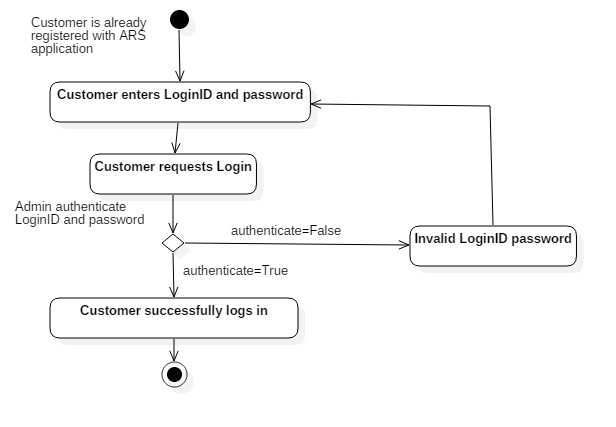 Customer is already
registered with ARS
application
Customer enters LoginID and password
Customer requests Login
Admin authenticate
LoginID and password
authenticate=False
Invalid LoginID password
authenticate=True
Customer successfully logs in